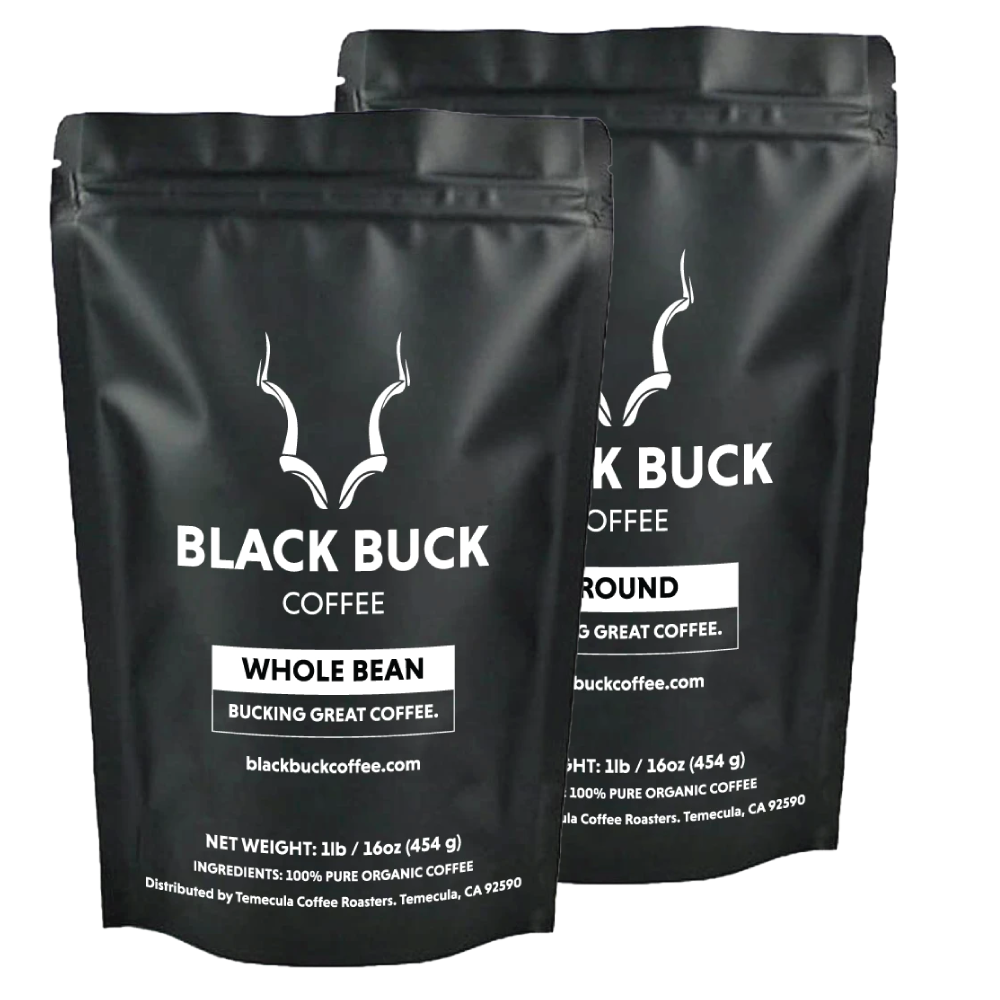 BLACK BUCK
COFFEE
WHOLE BEAN
BUCKING GREAT COFFEE.
blackbuckcoffee.com
NET WEIGHT: 1lb / 16oz (454 g)
INGREDIENTS: 100% PURE ORGANIC COFFEE
Distributed by Temecula Coffee Roasters. Temecula, CA 92590
K BUCK
OFFEE
ROUND
G GREAT COFFEE.
buckcoffee.com
GHT: 1lb / 16oz (454 g)
: 100% PURE ORGANIC COFFEE
ula Coffee Roasters. Temecula, CA 92590